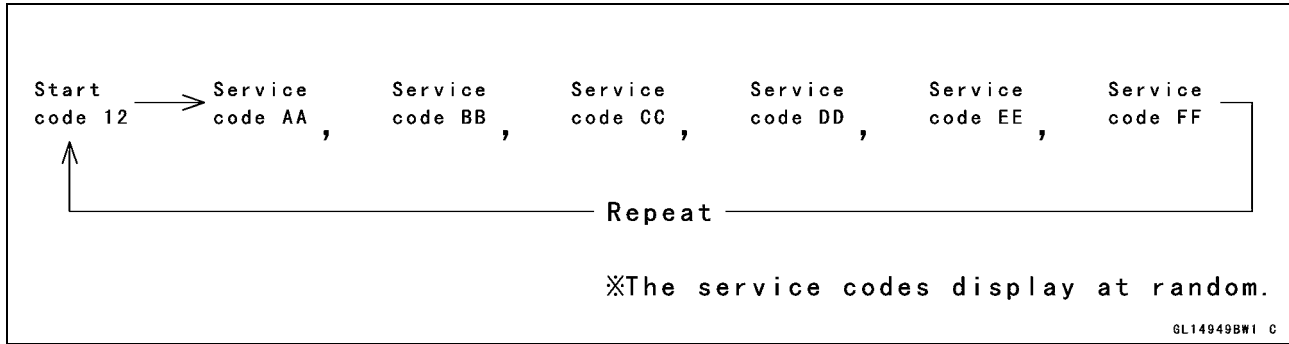 Start
code 12
Service
code AA ,
Service
code BB ,
Service
code CC ,
Service
code DD ,
Service
code EE ,
Service
code FF
Repeat
※The service codes display at random.
GL14949BW1 C